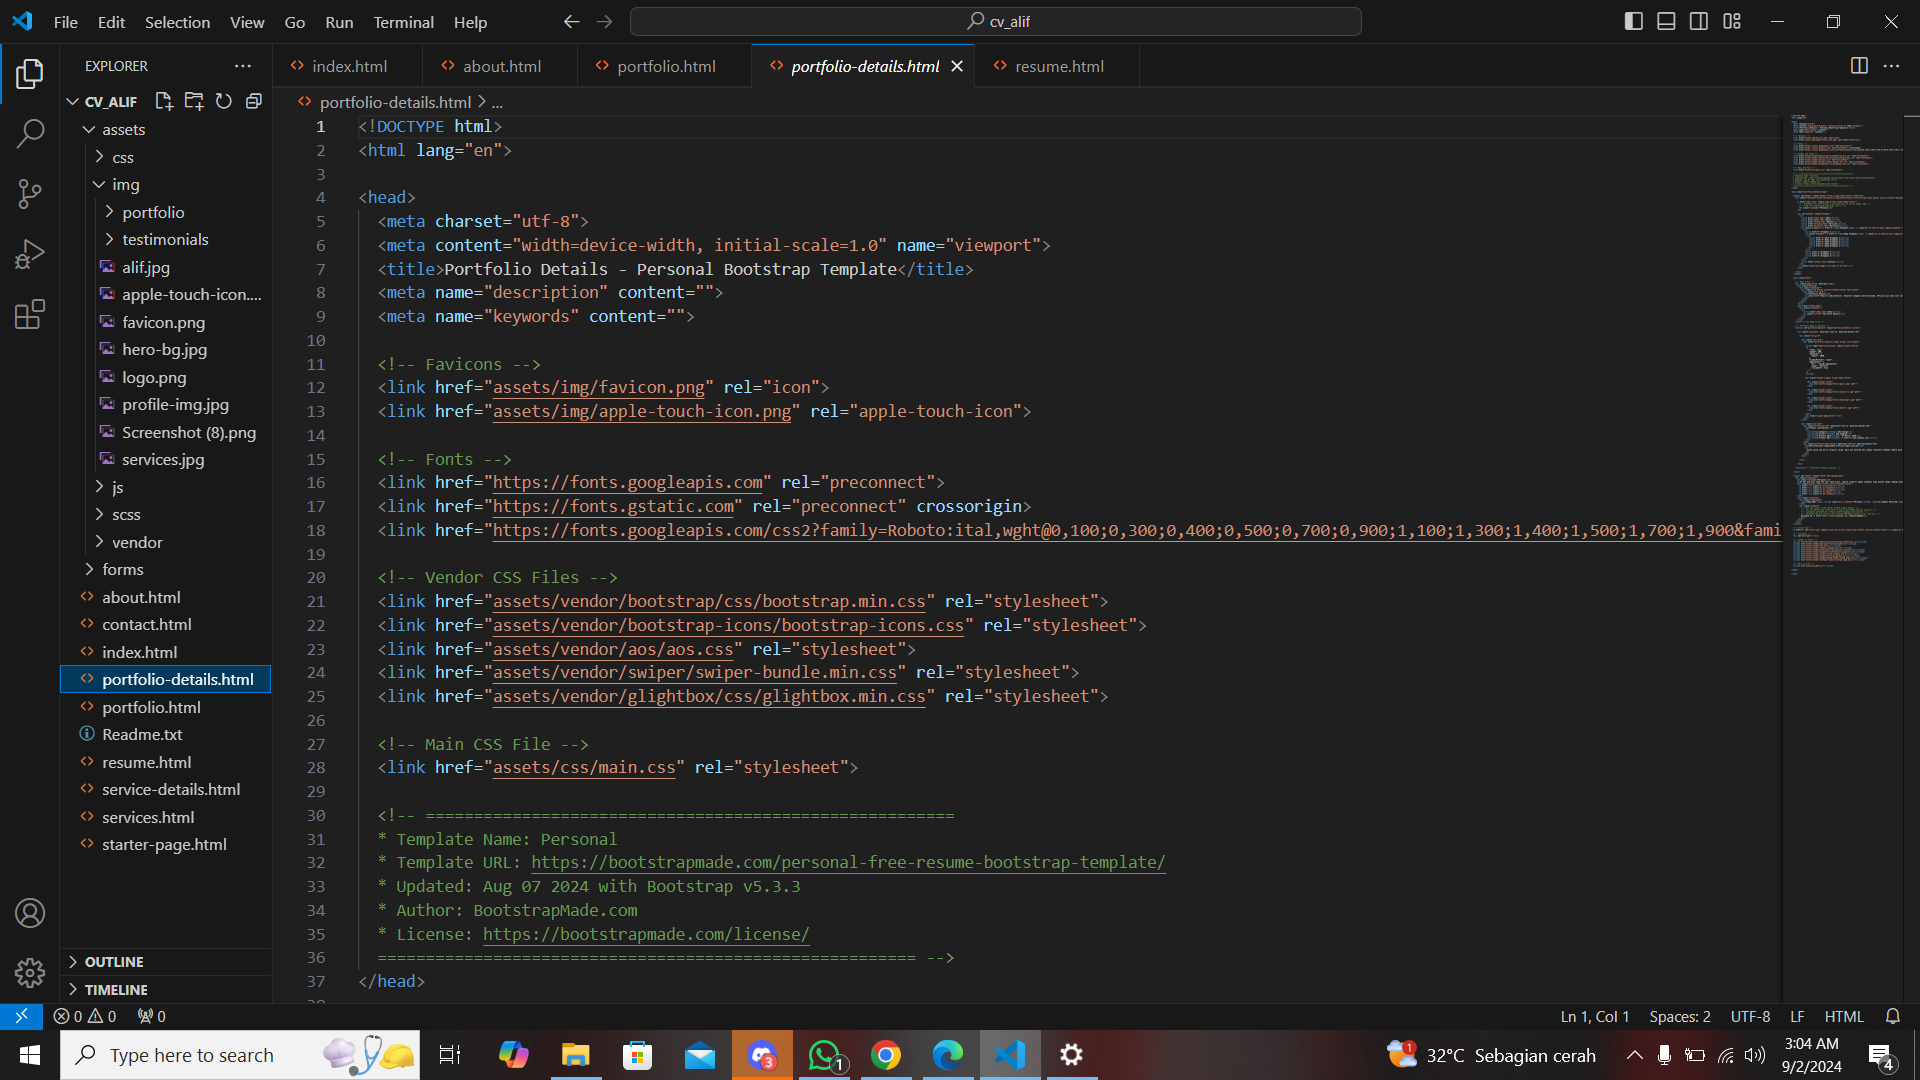 File Edit Selection View Go Run Terminal Help
cv_alif
EXPLORER
index.html
about.html
portfolio.html
portfolio-details.html
resume.html
CV_ALIF
assets
css
img
portfolio
testimonials
alif.jpg
apple-touch-icon....
favicon.png
hero-bg.jpg
logo.png
profile-img.jpg
Screenshot (8).png
services.jpg
js
scss
vendor
forms
about.html
contact.html
index.html
portfolio-details.html
portfolio.html
Readme.txt
resume.html
service-details.html
services.html
starter-page.html
OUTLINE
TIMELINE
portfolio-details.html > ...
1 <!DOCTYPE html>
2 <html lang="en">
3
4 <head>
5 <meta charset="utf-8">
6 <meta content="width=device-width, initial-scale=1.0" name="viewport">
7 <title>Portfolio Details - Personal Bootstrap Template</title>
8 <meta name="description" content="">
9 <meta name="keywords" content="">
10
11 <!-- Favicons -->
12 <link href="assets/img/favicon.png" rel="icon">
13 <link href="assets/img/apple-touch-icon.png" rel="apple-touch-icon">
14
15 <!-- Fonts -->
16 <link href="https://fonts.googleapis.com" rel="preconnect">
17 <link href="https://fonts.gstatic.com" rel="preconnect" crossorigin>
18 <link href="https://fonts.googleapis.com/css2?family=Roboto:ital,wght@0,100;0,300;0,400;0,500;0,700;0,900;1,100;1,300;1,400;1,500;1,700;1,900&fami
19
20 <!-- Vendor CSS Files -->
21 <link href="assets/vendor/bootstrap/css/bootstrap.min.css" rel="stylesheet">
22 <link href="assets/vendor/bootstrap-icons/bootstrap-icons.css" rel="stylesheet">
23 <link href="assets/vendor/aos/aos.css" rel="stylesheet">
24 <link href="assets/vendor/swiper/swiper-bundle.min.css" rel="stylesheet">
25 <link href="assets/vendor/glightbox/css/glightbox.min.css" rel="stylesheet">
26
27 <!-- Main CSS File -->
28 <link href="assets/css/main.css" rel="stylesheet">
29
30 <!-- =======================================================
31 * Template Name: Personal
32 * Template URL: https://bootstrapmade.com/personal-free-resume-bootstrap-template/
33 * Updated: Aug 07 2024 with Bootstrap v5.3.3
34 * Author: BootstrapMade.com
35 * License: https://bootstrapmade.com/license/
36 ======================================================== -->
37 </head>
0 0 0
Ln 1, Col 1 Spaces: 2 UTF-8 LF HTML
Type here to search
3
1
1
32°C Sebagian cerah
3:04 AM
9/2/2024
4